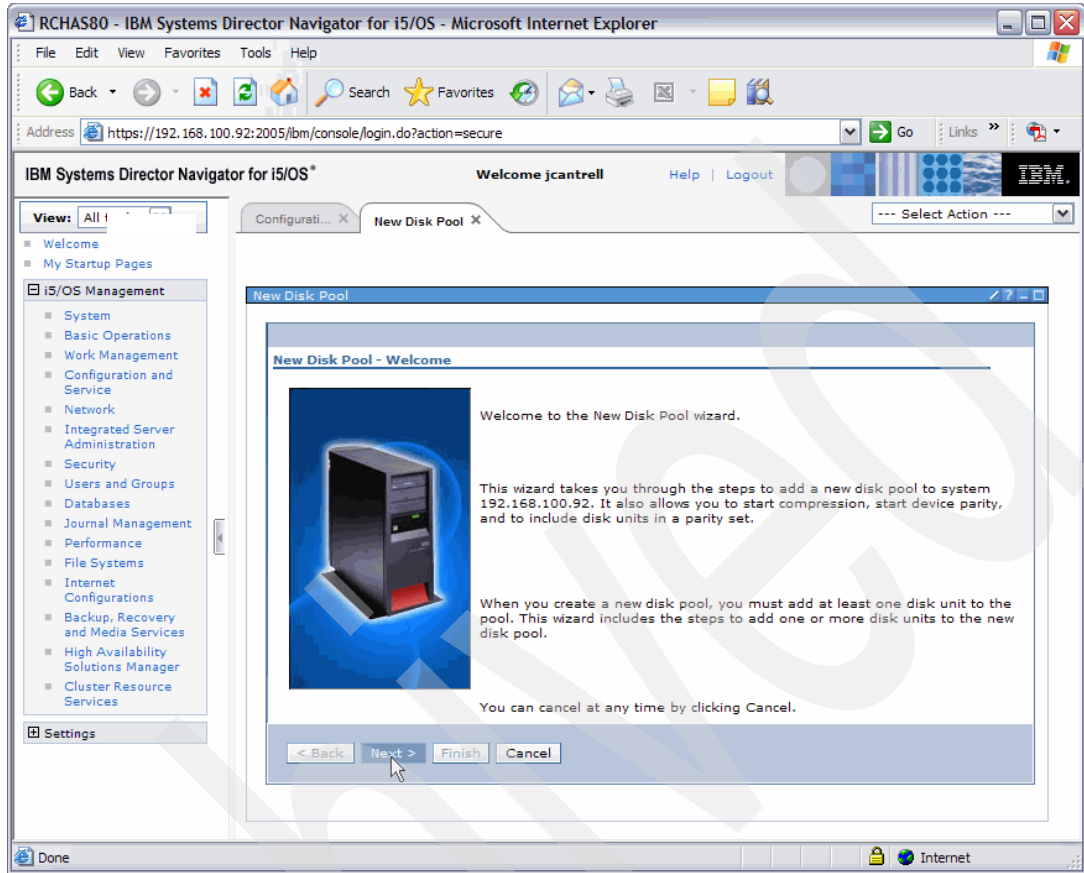 RCHAS80 - IBM Systems Director Navigator for i5/OS - Microsoft Internet Explorer
File Edit View Favorites Tools Help
Back Search Favorites
Address https://192.168.100.92:2005/ibm/console/login.do?action=secure Go Links »
IBM Systems Director Navigator for i5/OS® Welcome jcantrell Help | Logout IBM.
View: All Configurati... New Disk Pool --- Select Action ---
Welcome
My Startup Pages
i5/OS Management
System
Basic Operations
Work Management
Configuration and
Service
Network
Integrated Server
Administration
Security
Users and Groups
Databases
Journal Management
Performance
File Systems
Internet
Configurations
Backup, Recovery
and Media Services
High Availability
Solutions Manager
Cluster Resource
Services
Settings
New Disk Pool
New Disk Pool - Welcome
Welcome to the New Disk Pool wizard.
This wizard takes you through the steps to add a new disk pool to system
192.168.100.92. It also allows you to start compression, start device parity,
and to include disk units in a parity set.
When you create a new disk pool, you must add at least one disk unit to the
pool. This wizard includes the steps to add one or more disk units to the new
disk pool.
You can cancel at any time by clicking Cancel.
< Back Next > Finish Cancel
Done Internet